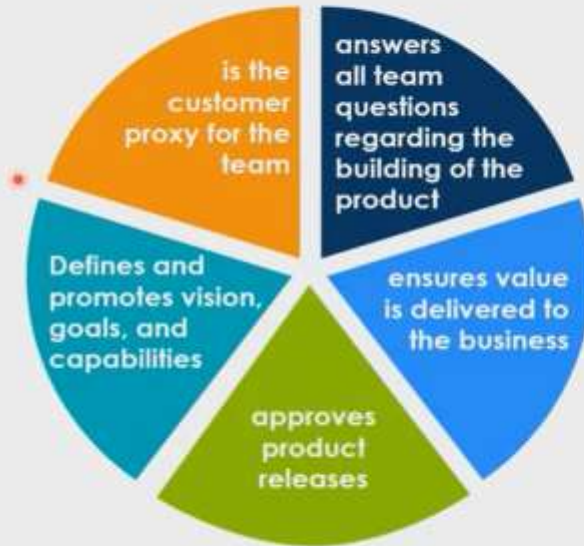 is the
customer
proxy for the
team
answers
all team
questions
regarding the
building of the
product
ensures value
is delivered to
the business
approves
product
releases
Defines and
promotes vision,
goals, and
capabilities